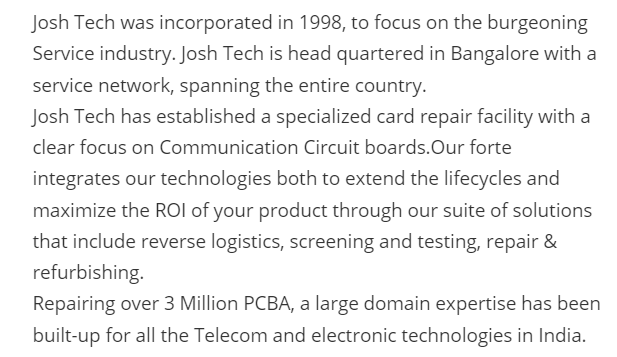 Josh Tech was incorporated in 1998, to focus on the burgeoning
Service industry. Josh Tech is head quartered in Bangalore with a
service network, spanning the entire country.
Josh Tech has established a specialized card repair facility with a
clear focus on Communication Circuit boards.Our forte
integrates our technologies both to extend the lifecycles and
maximize the ROI of your product through our suite of solutions
that include reverse logistics, screening and testing, repair &
refurbishing.
Repairing over 3 Million PCBA, a large domain expertise has been
built-up for all the Telecom and electronic technologies in India.